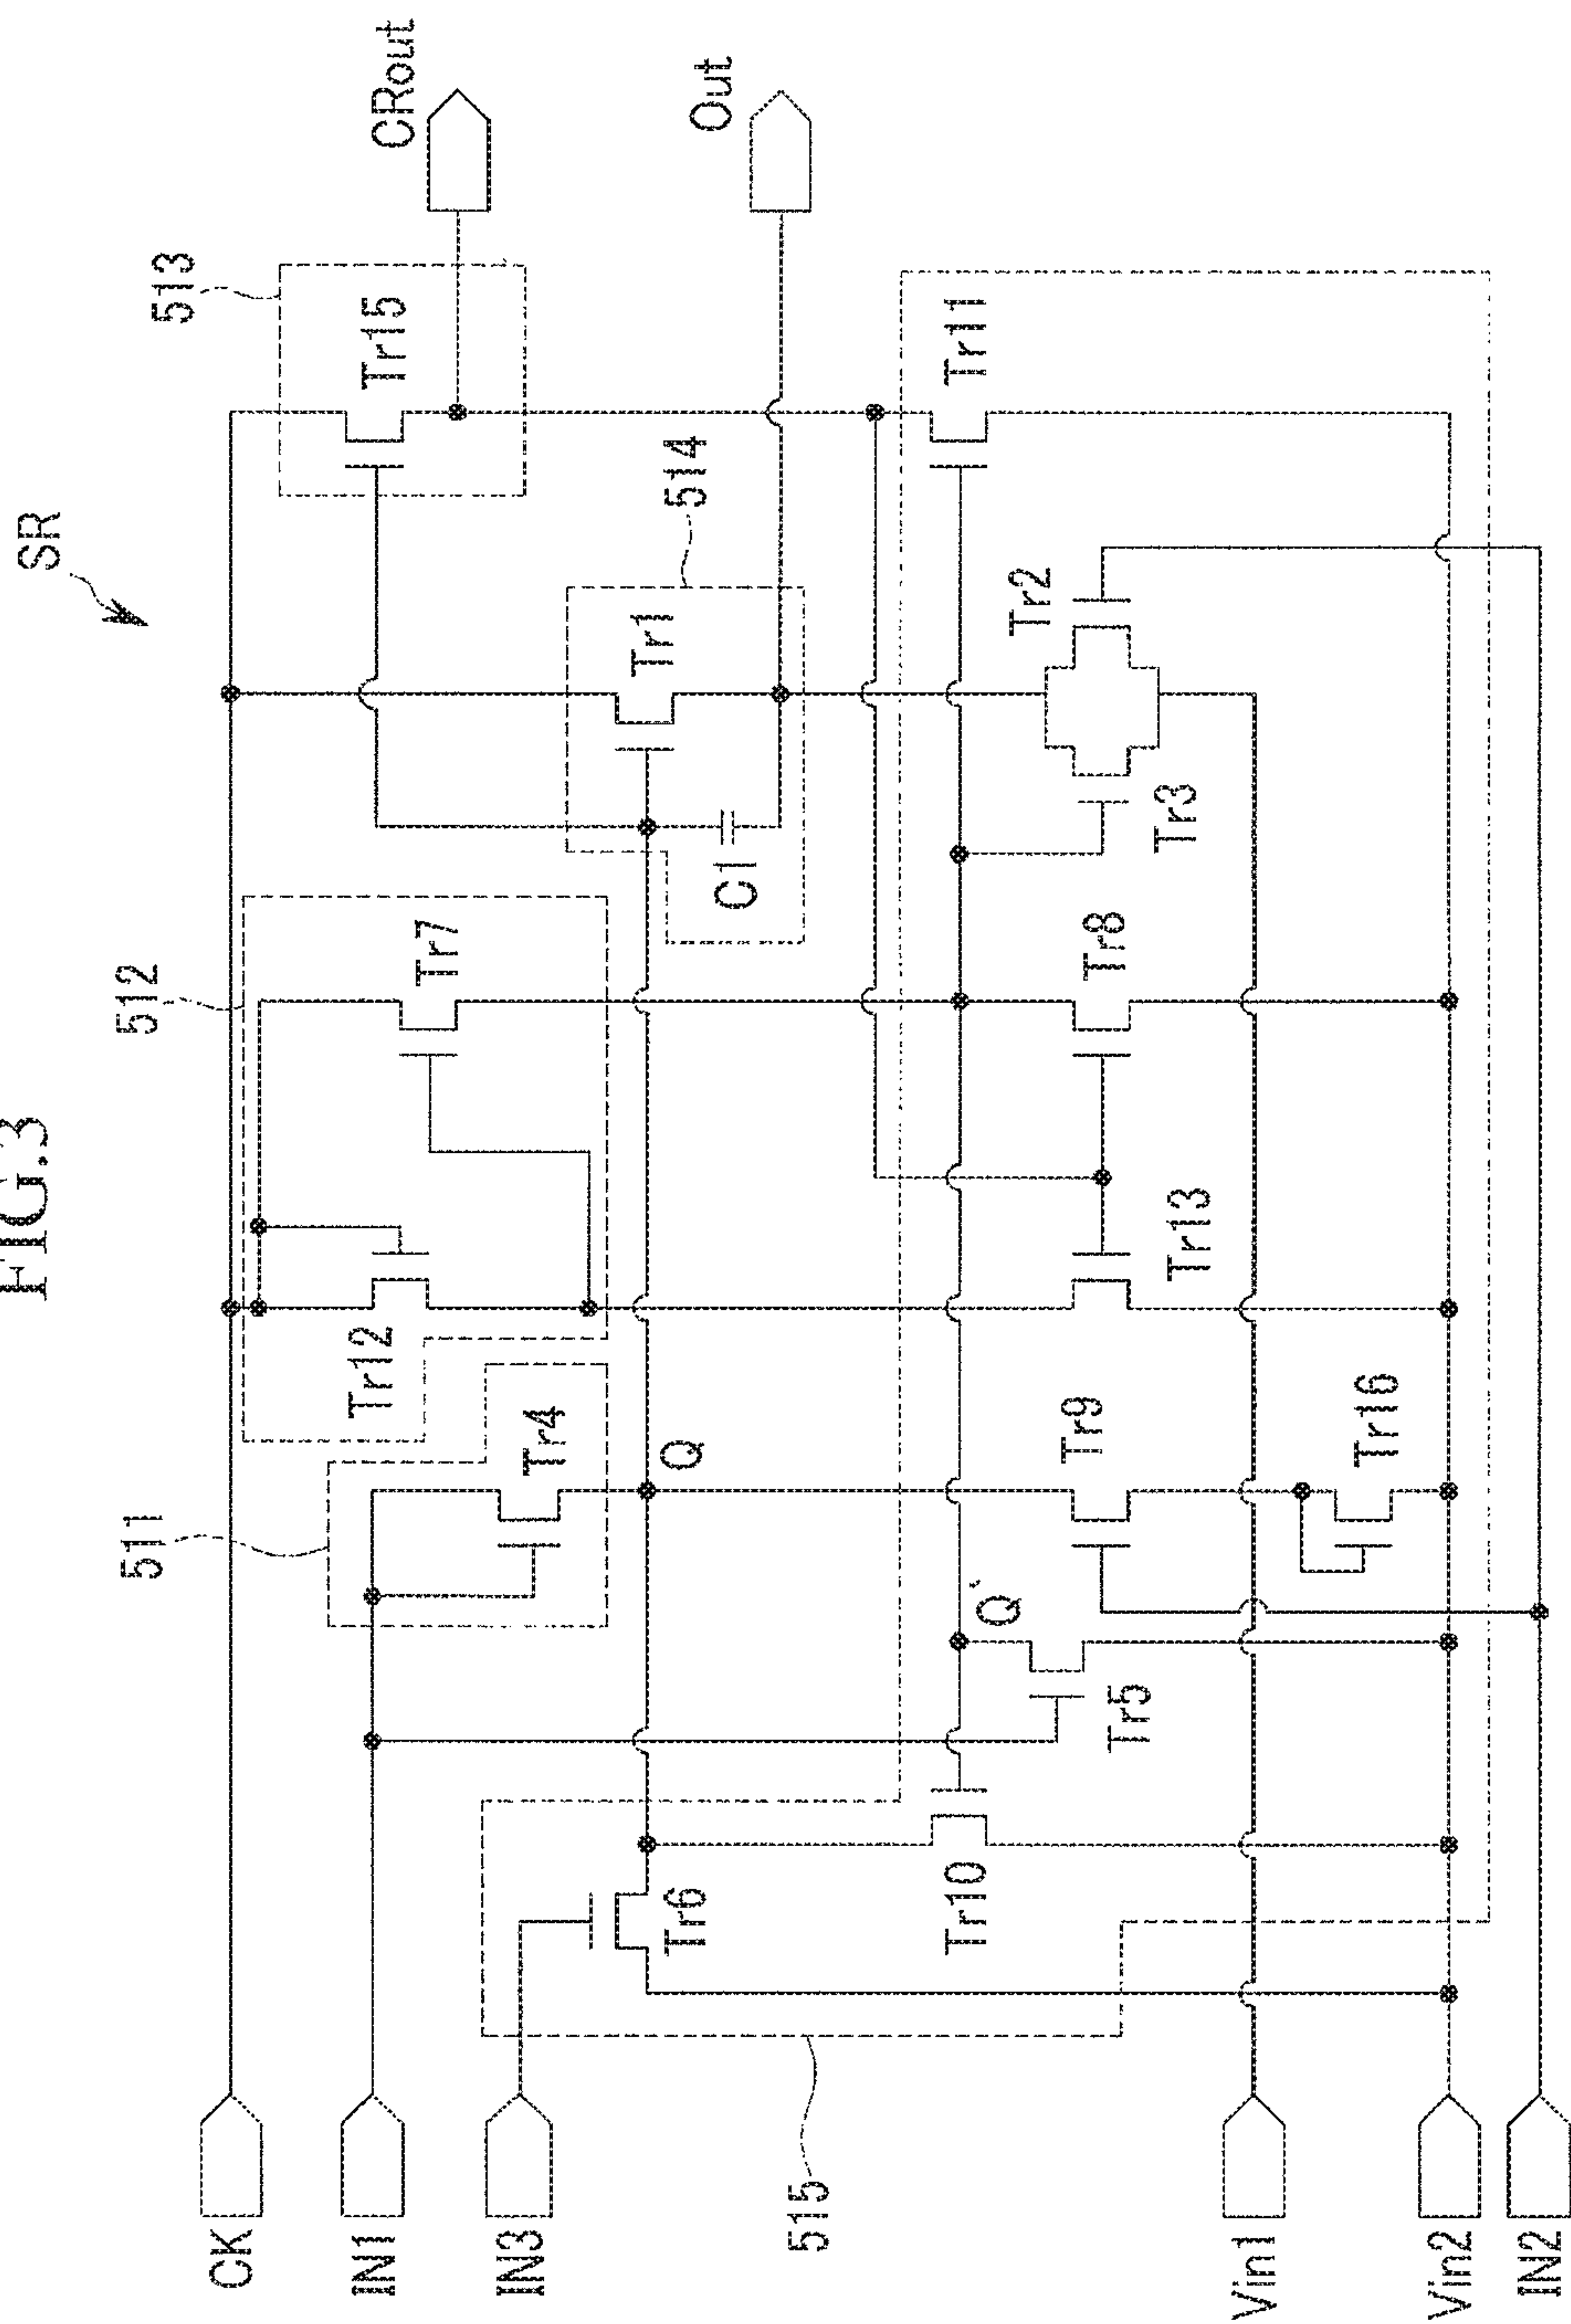 FIG.3
SR
CK
IN1
IN3
Vin1
Vin2
IN2
511
512
513
514
515
Tr4
Tr12
Tr7
Tr15
CRout
Tr1
C1
Out
Q
Tr6
Tr10
Q'
Tr5
Tr9
Tr16
Tr13
Tr8
Tr3
Tr2
Tr11